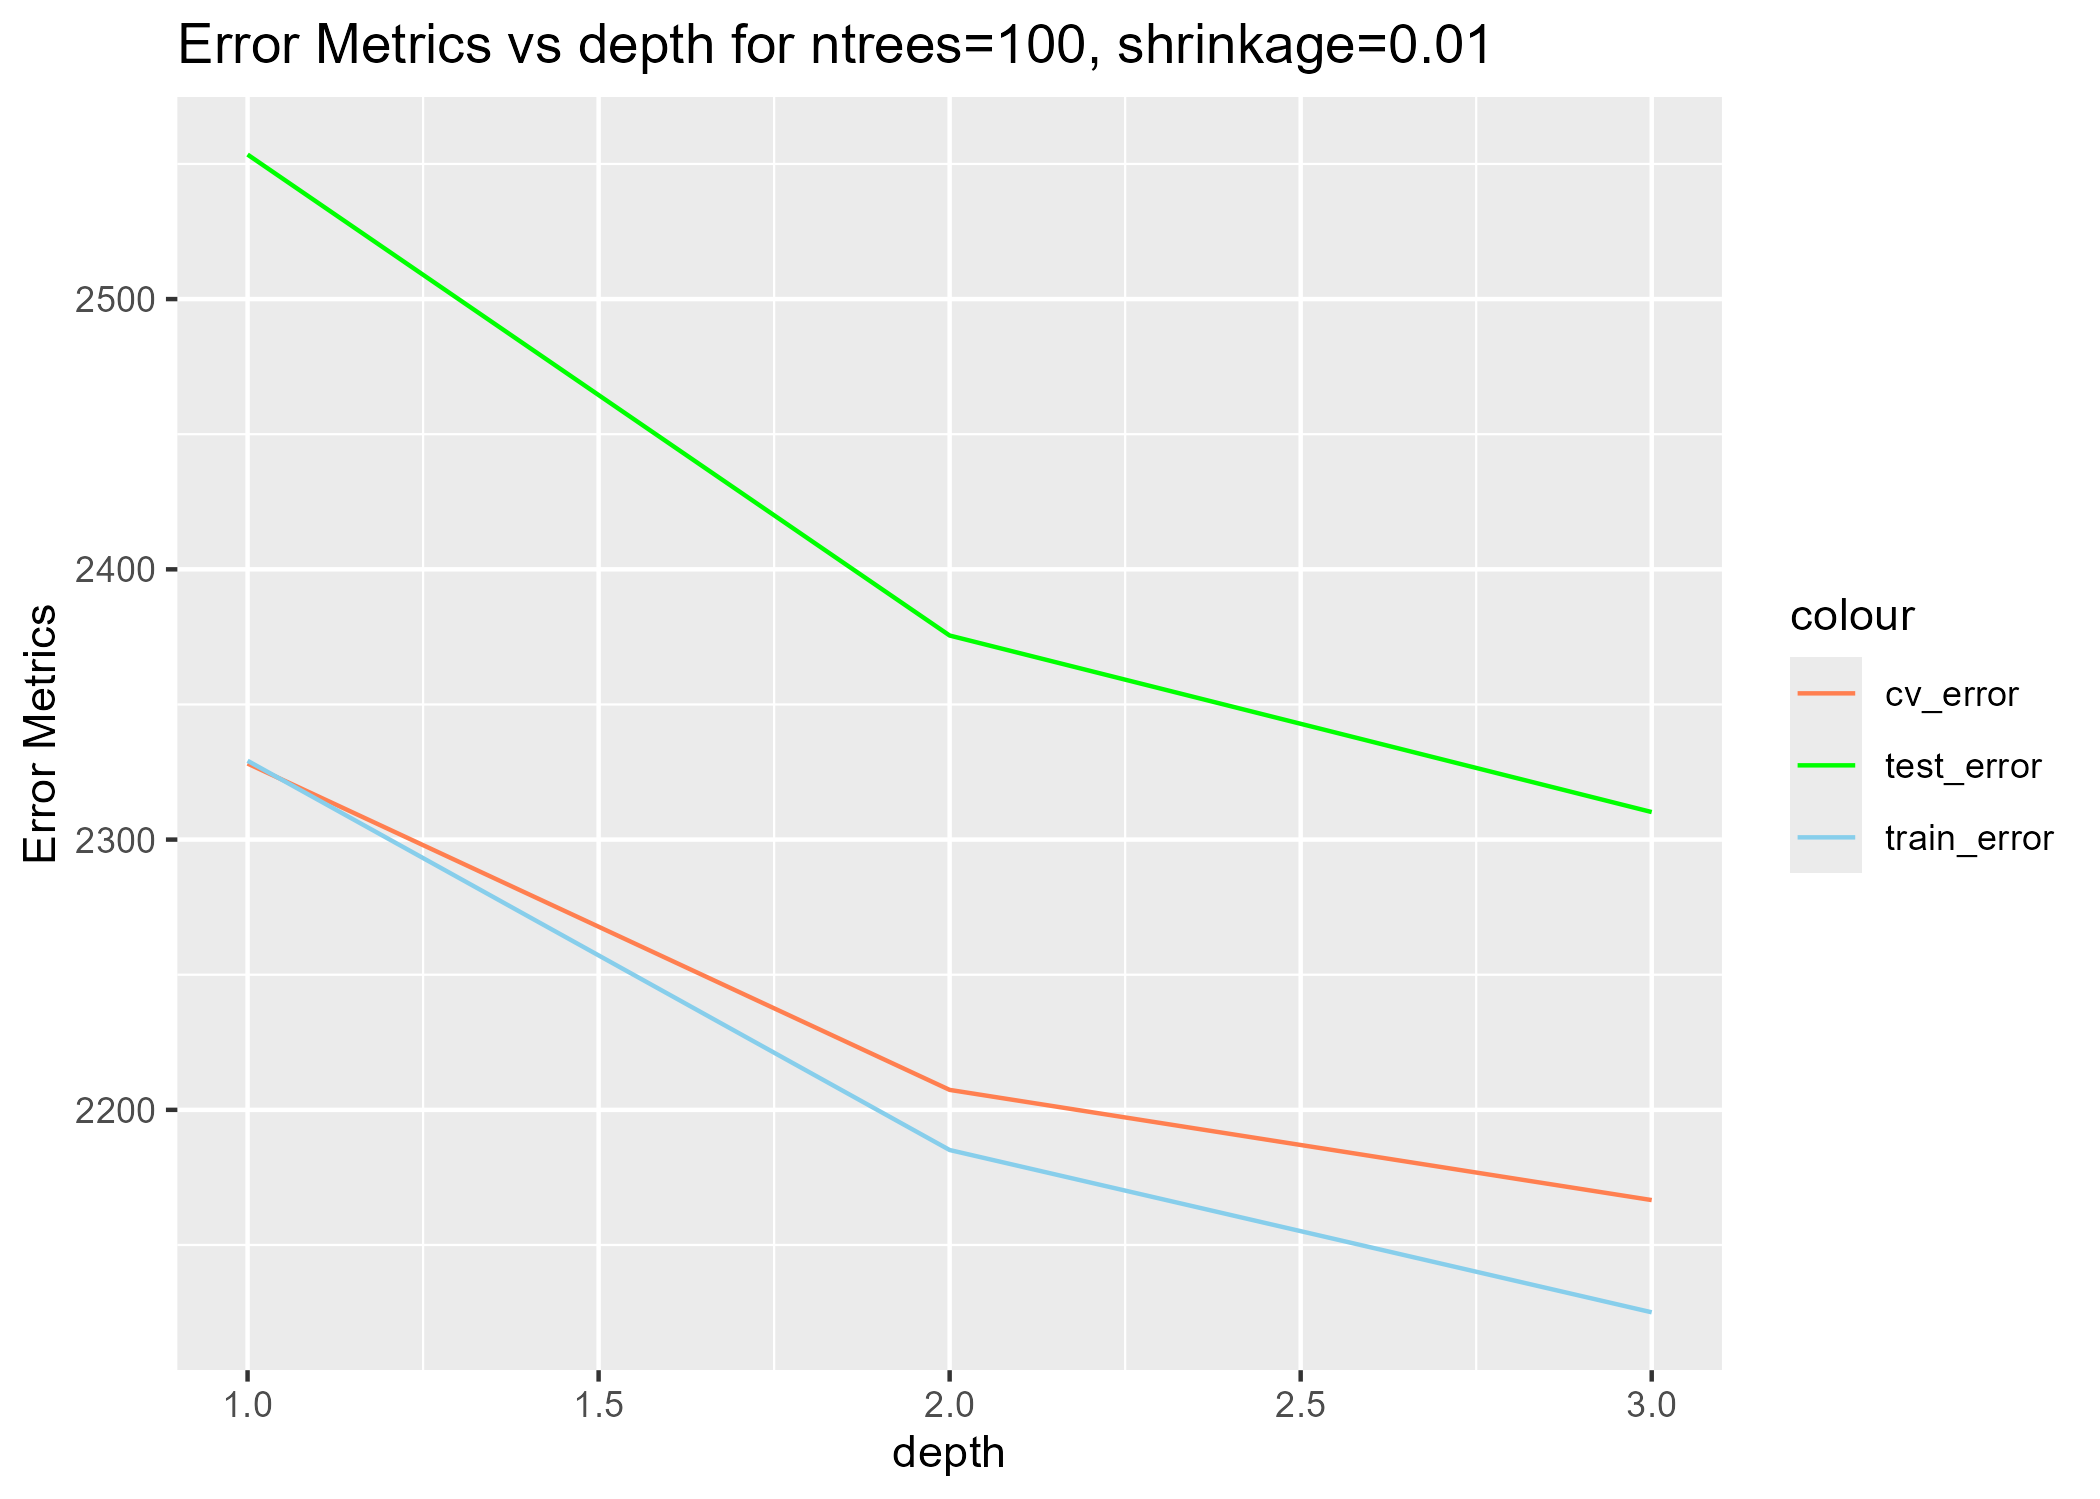 Error Metrics vs depth for ntrees=100, shrinkage=0.01
Error Metrics
2500
2400
2300
2200
1.0 1.5 2.0 2.5 3.0
depth
colour
cv_error
test_error
train_error